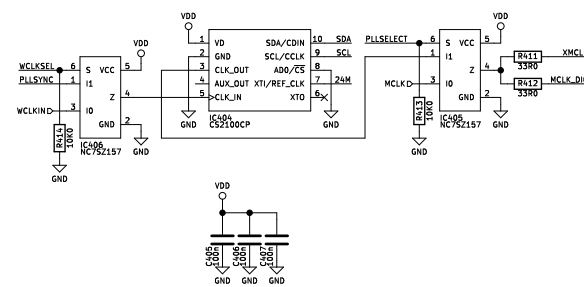 VDD
1 VD
2 GND
3 CLK_OUT
4 AUX_OUT
5 CLK_IN
SDA/CDIN 10 SDA
SCL/CCLK 9 SCL
AD0/CS 8
XTI/REF_CLK 7 24M
XTO 6
IC404
CS2100CP
GND
GND
VDD
WCLKSEL 6 S VCC 5
PLLSYNC 1 I1
Z 4
WCLKIN 3 I0
GND 2
IC406
NC7SZ157
R414
10K0
GND
GND
VDD
PLLSELECT 6 S VCC 5
1 I1
Z 4
MCLK 3 I0
GND 2
IC405
NC7SZ157
R413
10K0
GND
GND
R411
33R0
XMCL
R412
33R0
MCLK_DI
VDD
C405
100n
C406
100n
C407
100n
GND GND GND